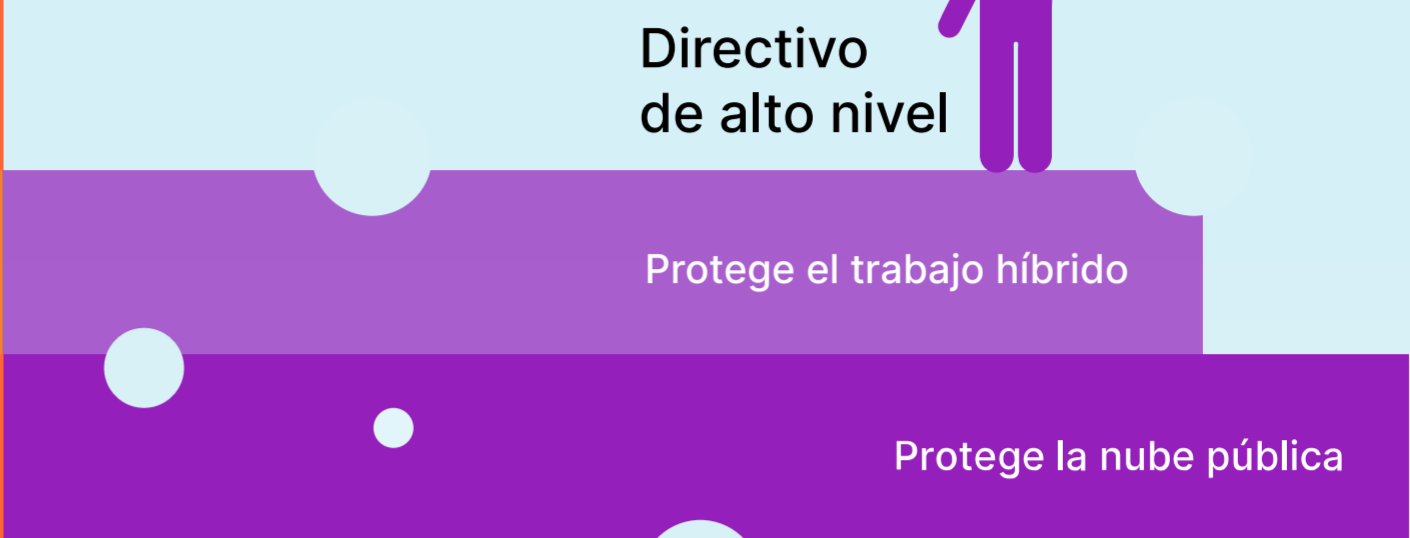 Directivo
de alto nivel
Protege el trabajo híbrido
Protege la nube pública